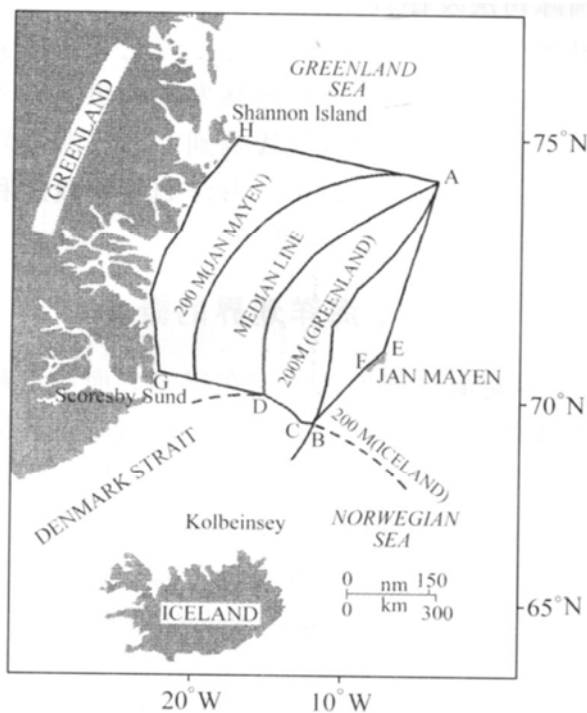 GREENLAND
SEA
Shannon Island
H
75°N
A
GREENLAND
200 M(JAN MAYEN)
MEDIAN LINE
200M (GREENLAND)
E
F
JAN MAYEN
G
Scoresby Sund
D
70°N
C
B
200 M(ICELAND)
DENMARK STRAIT
Kolbeinsey
NORWEGIAN
SEA
0 nm 150
0 km 300
ICELAND
65°N
20°W
10°W